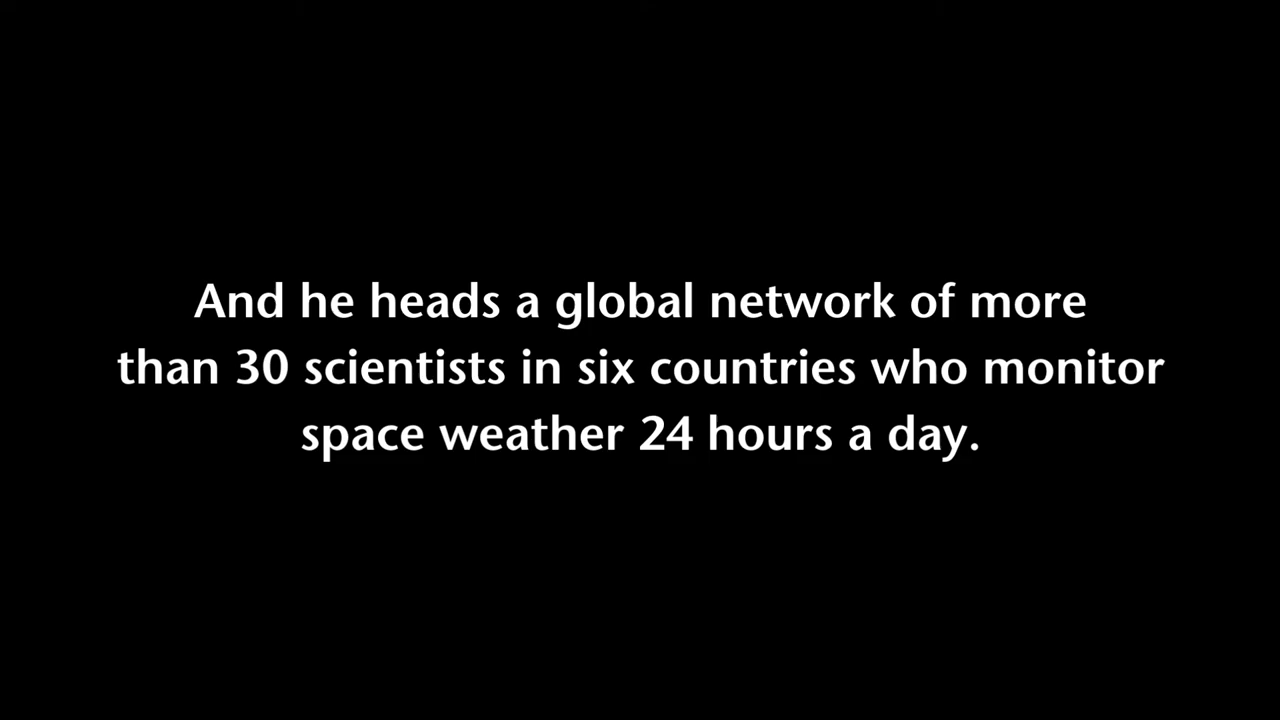 And he heads a global network of more
than 30 scientists in six countries who monitor
space weather 24 hours a day.